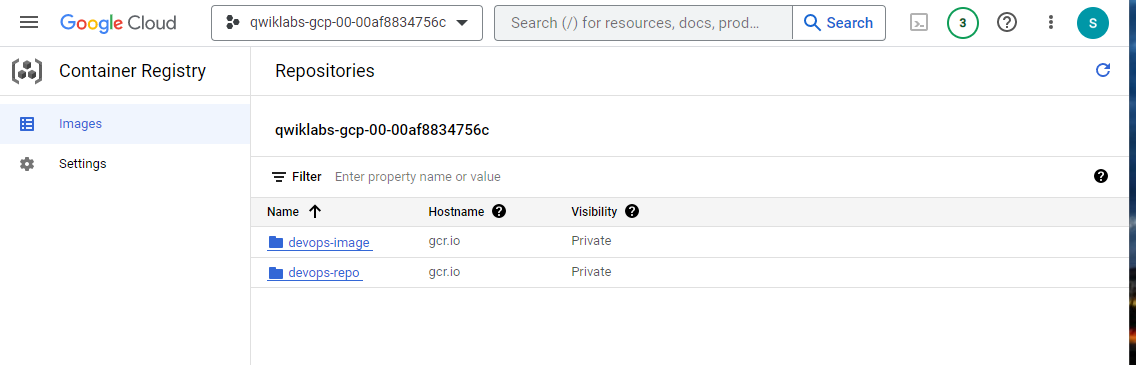 Google Cloud
qwiklabs-gcp-00-00af8834756c
Search (/) for resources, docs, prod...
Search
3
S
Container Registry
Repositories
Images
Settings
qwiklabs-gcp-00-00af8834756c
Filter Enter property name or value
Name Hostname Visibility
devops-image gcr.io Private
devops-repo gcr.io Private